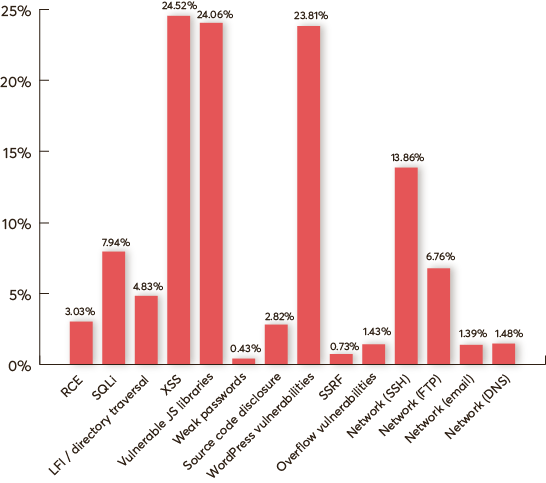 25%
20%
15%
10%
5%
0%
3.03%
7.94%
4.83%
24.52%
24.06%
0.43%
2.82%
23.81%
0.73%
1.43%
13.86%
6.76%
1.39%
1.48%
RCE
SQLi
LFI / directory traversal
XSS
Vulnerable JS libraries
Weak passwords
Source code disclosure
WordPress vulnerabilities
SSRF
Overflow vulnerabilities
Network (SSH)
Network (FTP)
Network (email)
Network (DNS)